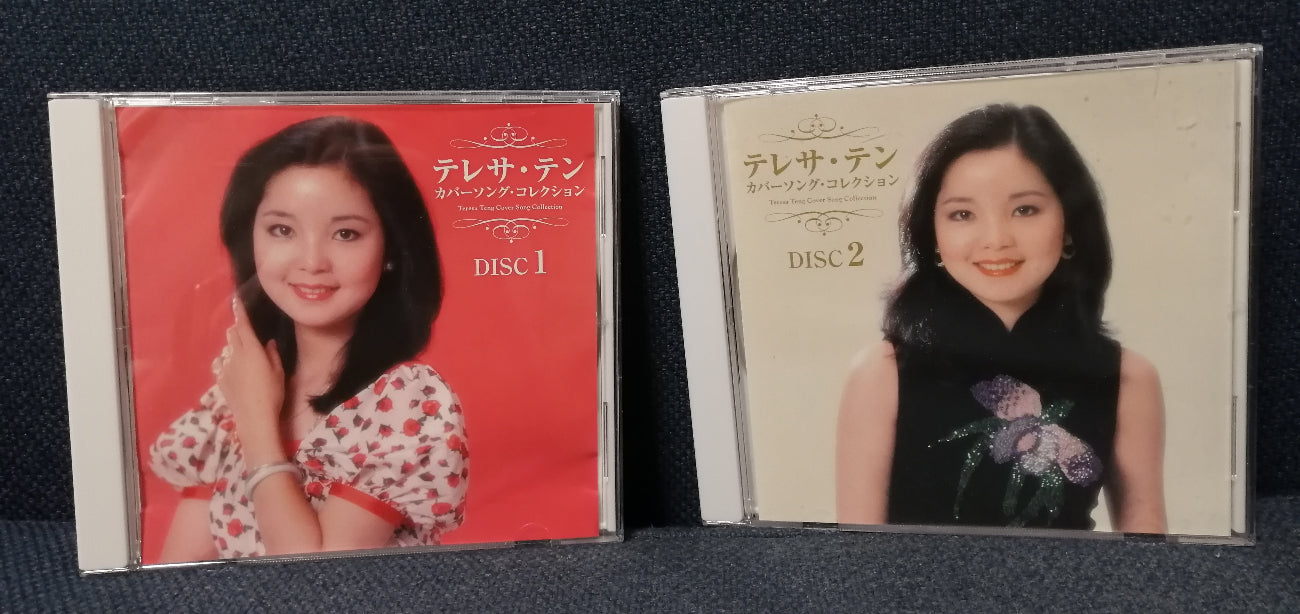 テレサ・テン
カバーソング・コレクション
Teresa Teng Cover Song Collection
DISC 1
テレサ・テン
カバーソング・コレクション
Teresa Teng Cover Song Collection
DISC 2